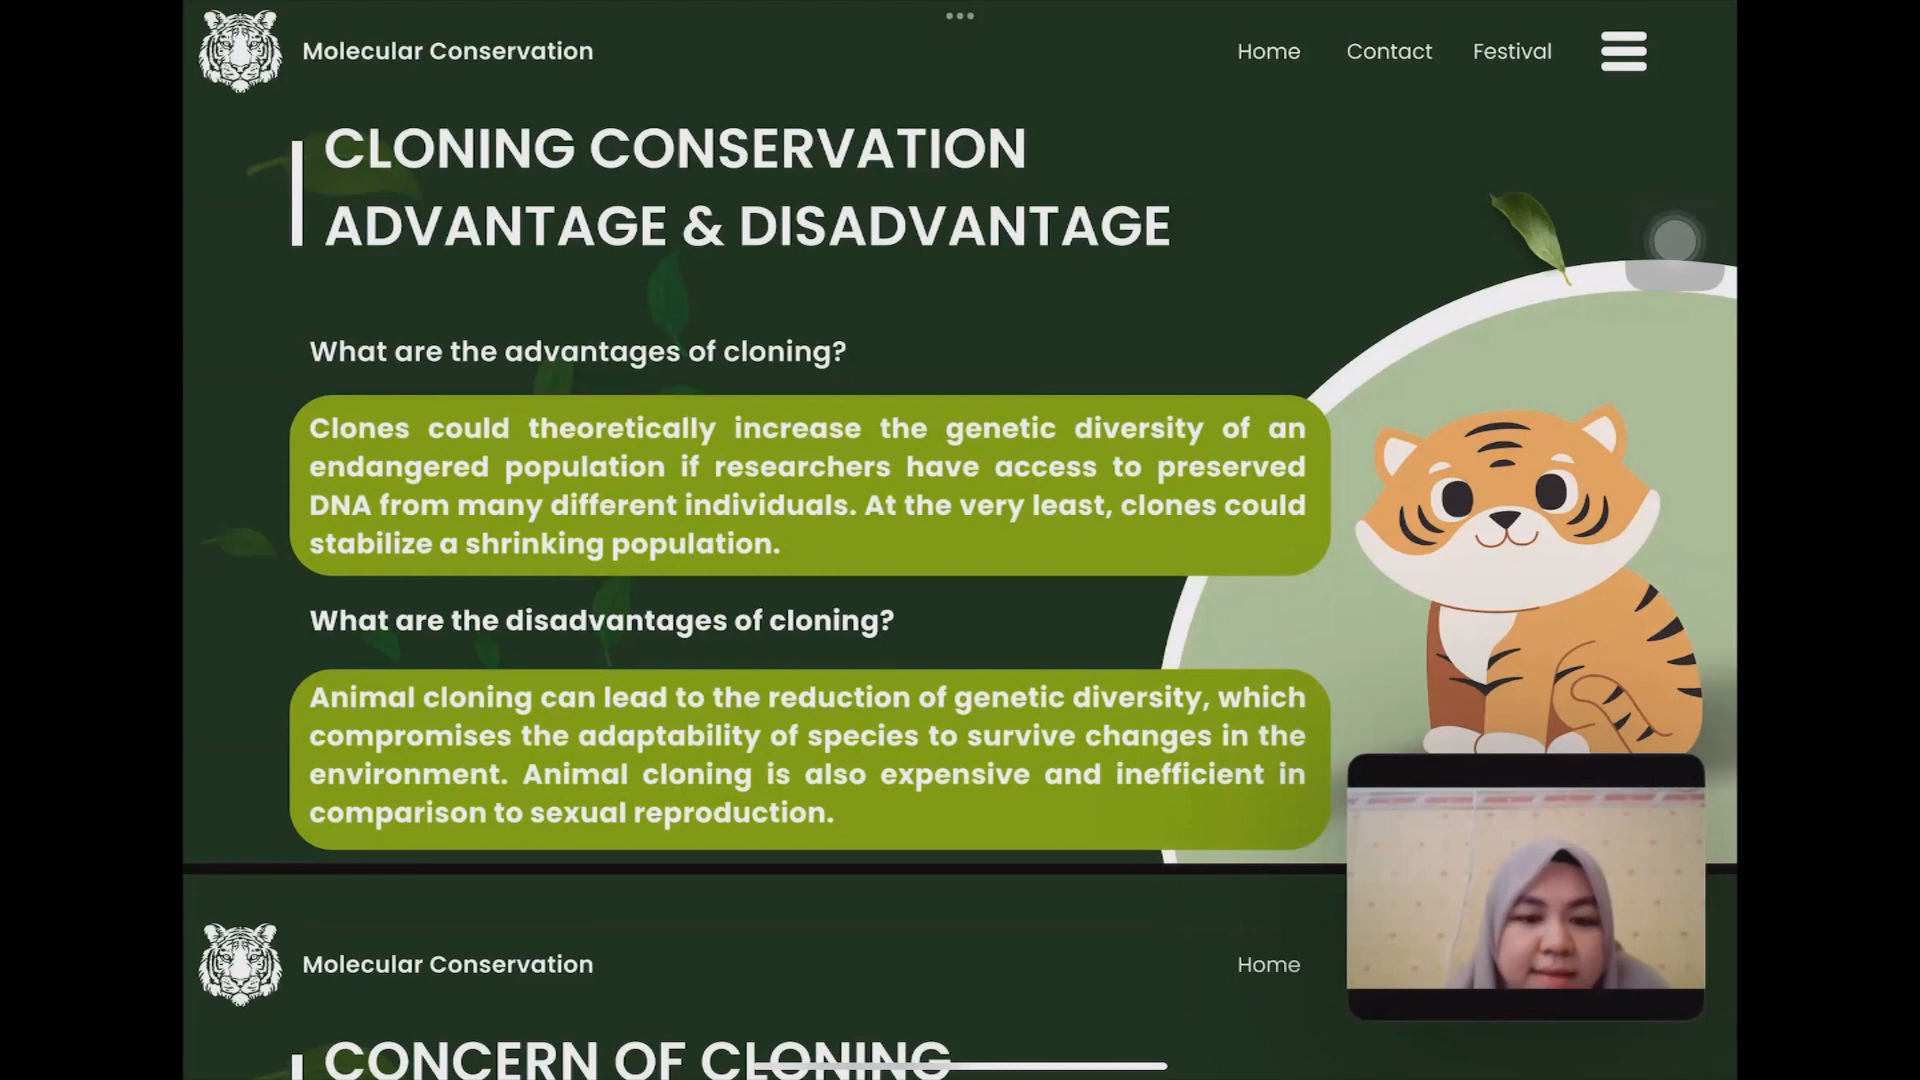 Molecular Conservation
Home Contact Festival
CLONING CONSERVATION
ADVANTAGE & DISADVANTAGE
What are the advantages of cloning?
Clones could theoretically increase the genetic diversity of an
endangered population if researchers have access to preserved
DNA from many different individuals. At the very least, clones could
stabilize a shrinking population.
What are the disadvantages of cloning?
Animal cloning can lead to the reduction of genetic diversity, which
compromises the adaptability of species to survive changes in the
environment. Animal cloning is also expensive and inefficient in
comparison to sexual reproduction.
Molecular Conservation
Home
CONCERN OF CLONING